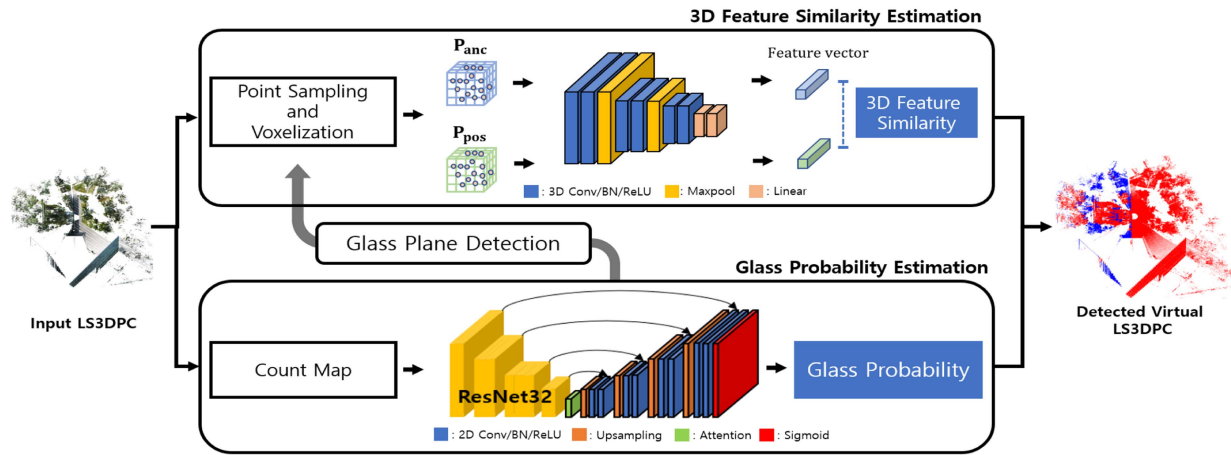 3D Feature Similarity Estimation
Point Sampling
and
Voxelization
P_anc
P_pos
Feature vector
3D Feature
Similarity
: 3D Conv/BN/ReLU
: Maxpool
: Linear
Glass Plane Detection
Input LS3DPC
Detected Virtual
LS3DPC
Glass Probability Estimation
Count Map
ResNet32
Glass Probability
: 2D Conv/BN/ReLU
: Upsampling
: Attention
: Sigmoid